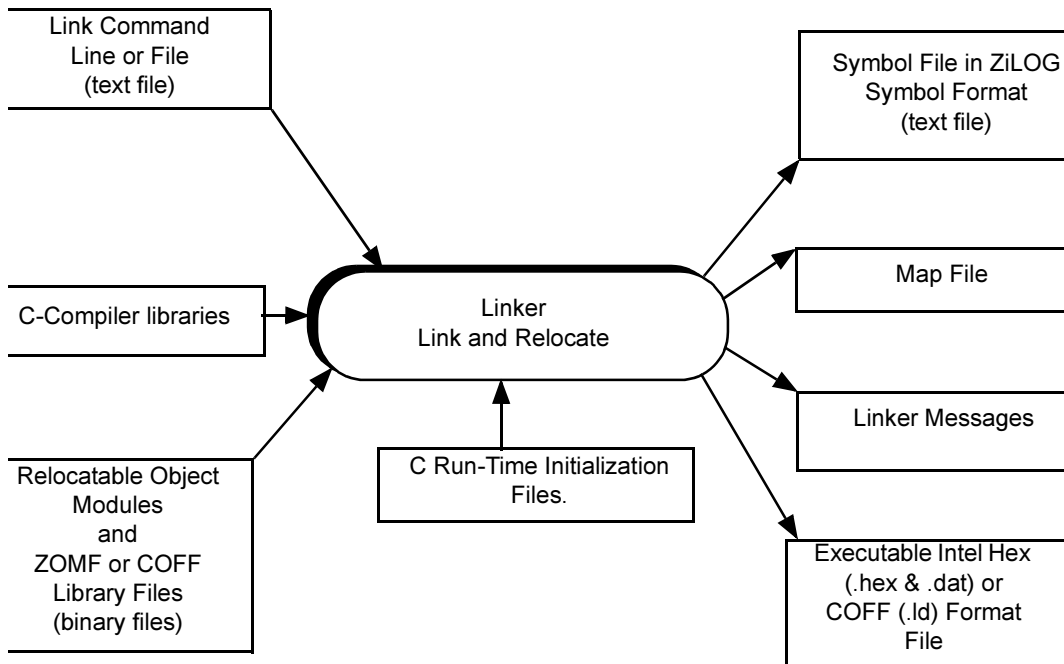 Link Command
Line or File
(text file)
C-Compiler libraries
Relocatable Object
Modules
and
ZOMF or COFF
Library Files
(binary files)
Linker
Link and Relocate
C Run-Time Initialization
Files.
Symbol File in ZiLOG
Symbol Format
(text file)
Map File
Linker Messages
Executable Intel Hex
(.hex & .dat) or
COFF (.ld) Format
File